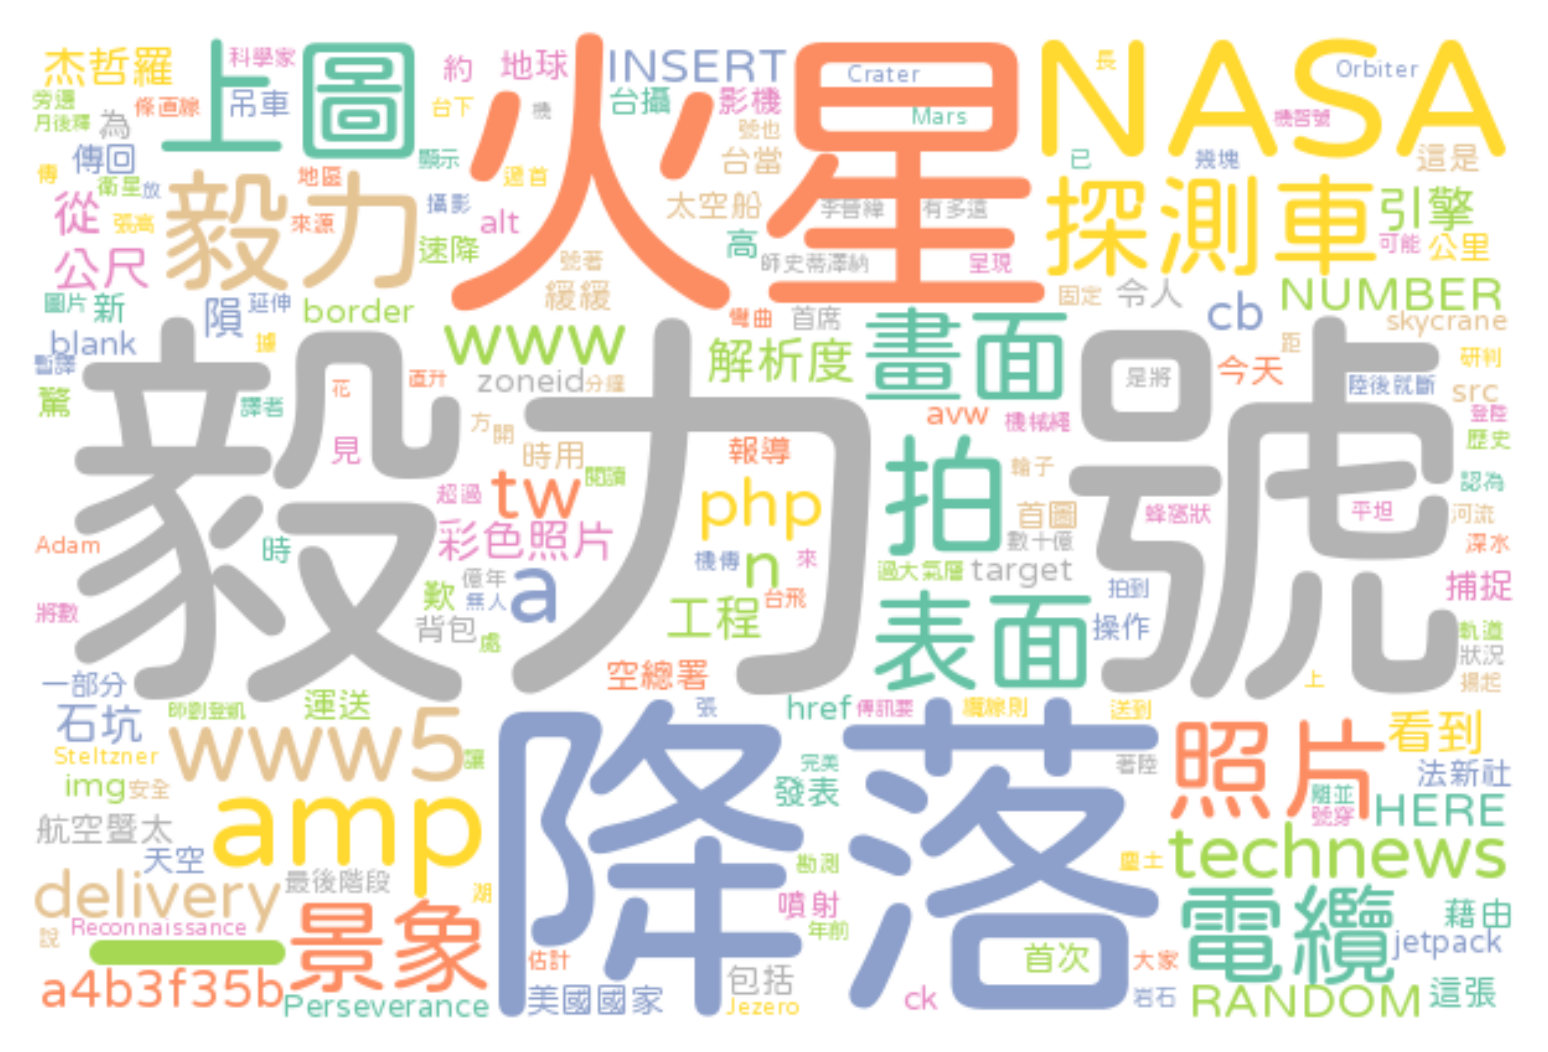 杰哲羅
上圖
科學家
約
地球
火星
INSERT
Crater
NASA
長
Orbiter
旁邊
條直線
吊車
台下
機
台攝
影機
Mars
機智號
月後釋
為
傳回
顯示
號也
台當
已
幾塊
這是
傳
衛星
放
毅力
地區
遞首
從
張高
來源
攝影
alt
太空船
李晉緯
有多遠
探測車
引擎
公尺
速降
高
師史蒂澤納
呈現
可能
公里
號著
緩緩
圖片
新
隕
延伸
border
彎曲
首席
固定
令人
cb
NUMBER
blank
據
www
解析度
畫面
距
skycrane
暫譯
毅力號
花
直升
zoneid
分鐘
是將
今天
陸後就斷
研判
src
驚
譯者
方
開
avw
機械繩
登陸
見
時用
報導
拍
歷史
超過
tw
閱讀
php
輪子
認為
首圖
蜂窩狀
平坦
河流
Adam
時
彩色照片
數十億
深水
機傳
n
來
過大氣層
target
億年
無人
a
歎
台飛
拍到
捕捉
將數
背包
處
工程
表面
操作
軌道
狀況
一部分
空總署
上
揚起
石坑
師劉登凱
運送
降落
張
href
傳訊要
纜線則
送到
照片
看到
Steltzner
www5
讓
完美
著陸
法新社
img
安全
發表
離並
號穿
HERE
航空暨太
amp
天空
勘測
塵土
technews
delivery
最後階段
湖
噴射
電纜
藉由
Reconnaissance
說
景象
年前
jetpack
估計
包括
首次
大家
a4b3f35b
Perseverance
美國國家
Jezero
ck
岩石
RANDOM
這張